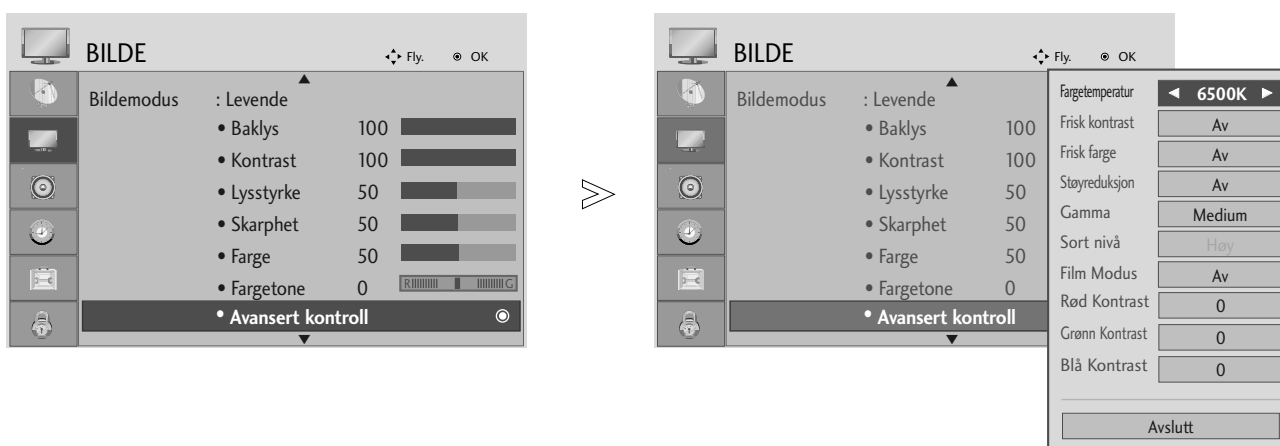 BILDE
Fly. OK
Bildemodus : Levende
• Baklys 100
• Kontrast 100
• Lysstyrke 50
• Skarphet 50
• Farge 50
• Fargetone 0 R G
• Avansert kontroll
BILDE
Fly. OK
Bildemodus : Levende
• Baklys 100
• Kontrast 100
• Lysstyrke 50
• Skarphet 50
• Farge 50
• Fargetone 0
• Avansert kontroll
Fargetemperatur 6500K
Frisk kontrast Av
Frisk farge Av
Støyreduksjon Av
Gamma Medium
Sort nivå Høy
Film Modus Av
Rød Kontrast 0
Grønn Kontrast 0
Blå Kontrast 0
Avslutt